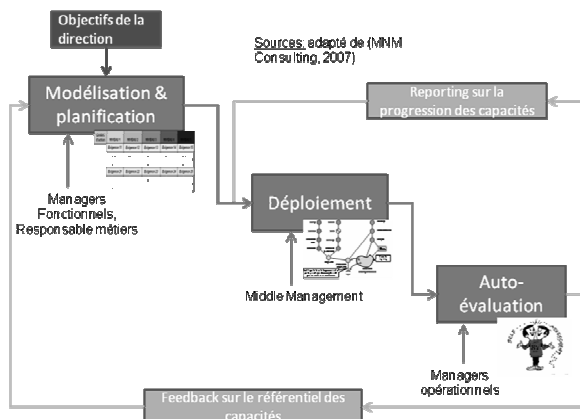 Objectifs de la
direction
Sources: adapté de (MNM
Consulting, 2007)
Modélisation &
planification
Reporting sur la
progression des capacités
Managers
Fonctionnels,
Responsable métiers
Déploiement
Middle Management
Auto-
évaluation
Managers
opérationnels
Feedback sur le référentiel des
capacités